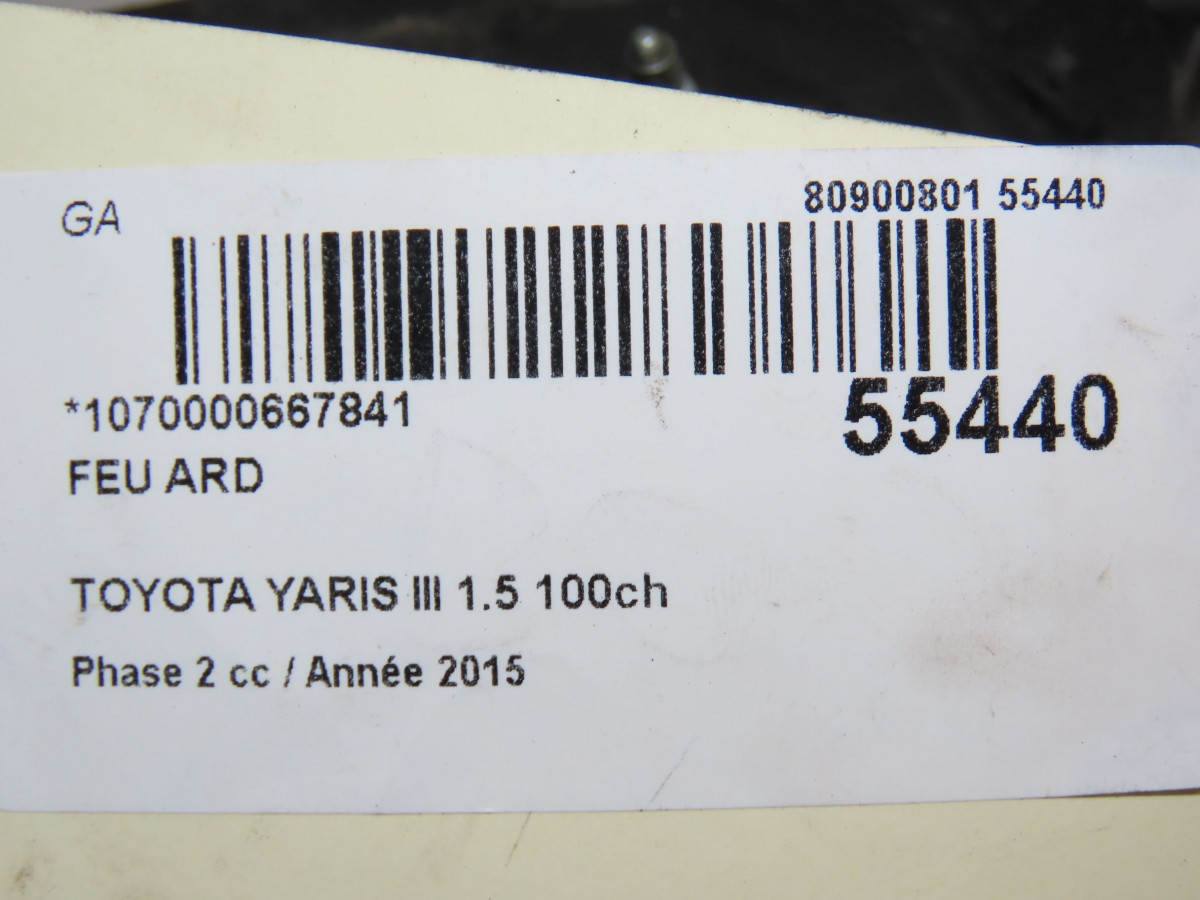 GA
80900801 55440
*1070000667841
55440
FEU ARD
TOYOTA YARIS III 1.5 100ch
Phase 2 cc / Année 2015